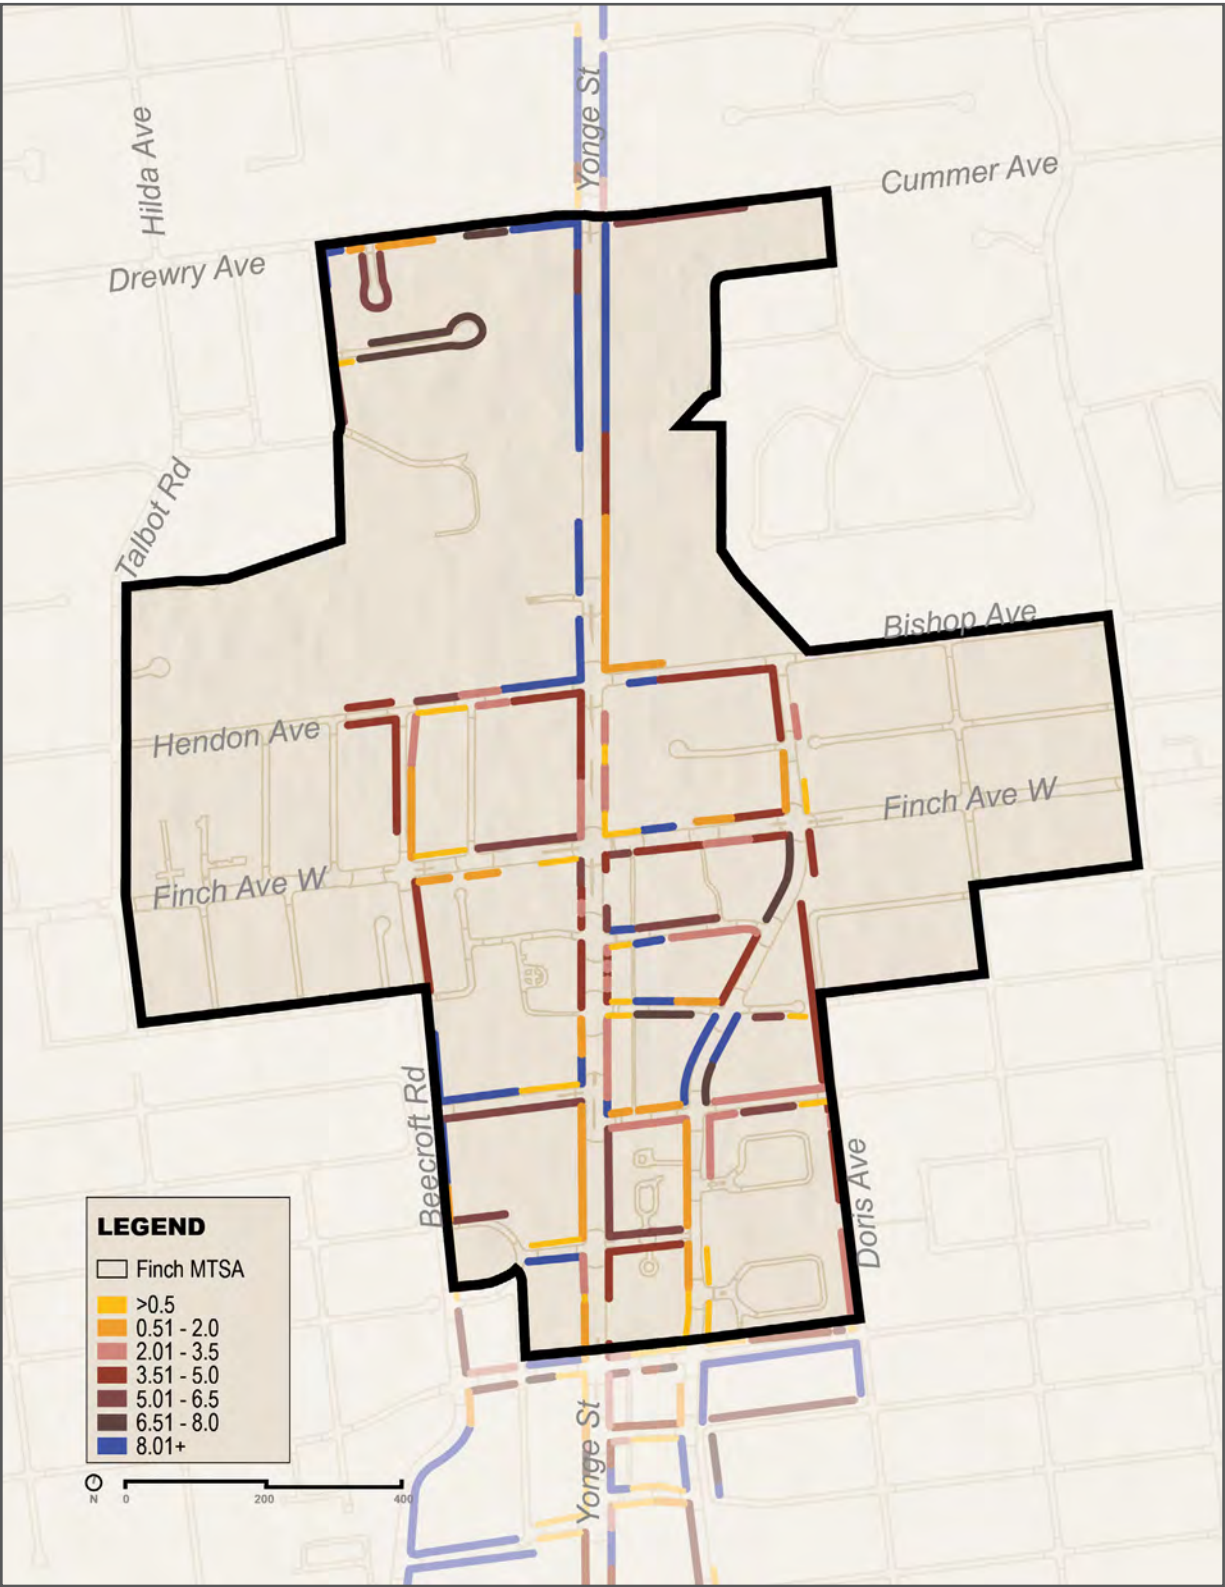 Yonge St
Hilda Ave
Cummer Ave
Drewry Ave
Talbot Rd
Bishop Ave
Hendon Ave
Finch Ave W
Finch Ave W
Beecroft Rd
Doris Ave
LEGEND
Finch MTSA
>0.5
0.51 - 2.0
2.01 - 3.5
3.51 - 5.0
5.01 - 6.5
6.51 - 8.0
8.01+
N 0 200 400
Yonge St